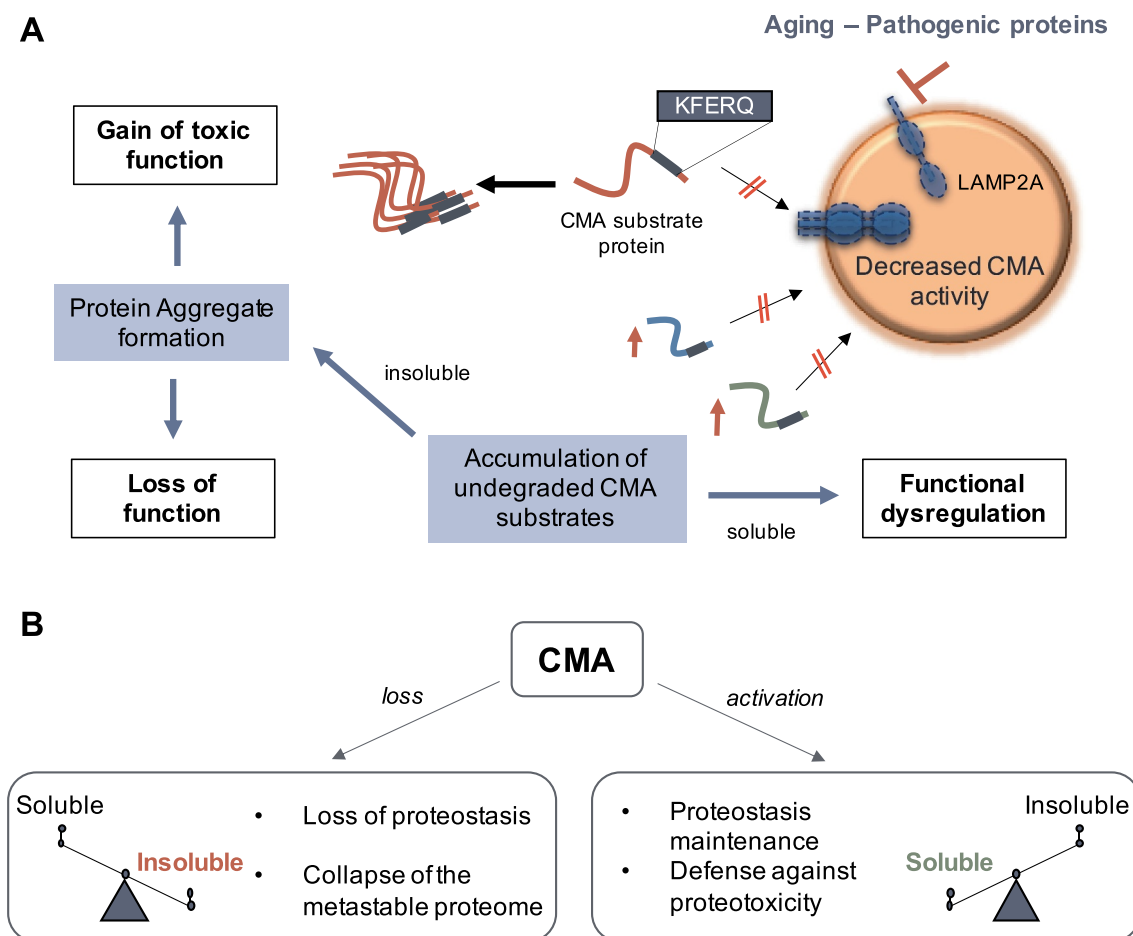 A
Aging – Pathogenic proteins
Gain of toxic
function
KFERQ
LAMP2A
CMA substrate
protein
Decreased CMA
activity
Protein Aggregate
formation
insoluble
Loss of
function
Accumulation of
undegraded CMA
substrates
soluble
Functional
dysregulation
B
CMA
loss
activation
Soluble
Insoluble
• Loss of proteostasis
• Collapse of the
metastable proteome
• Proteostasis
maintenance
• Defense against
proteotoxicity
Insoluble
Soluble